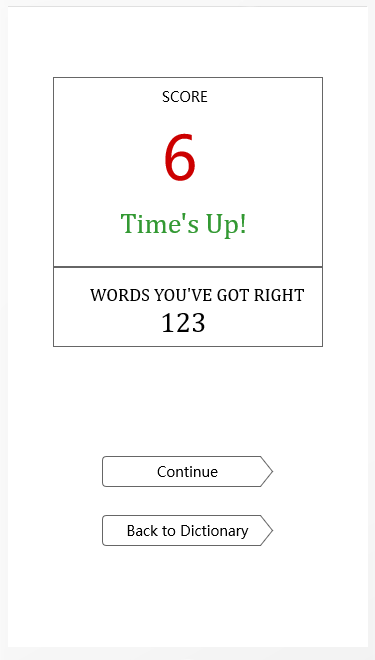 SCORE
6
Time's Up!
WORDS YOU'VE GOT RIGHT
123
Continue
Back to Dictionary